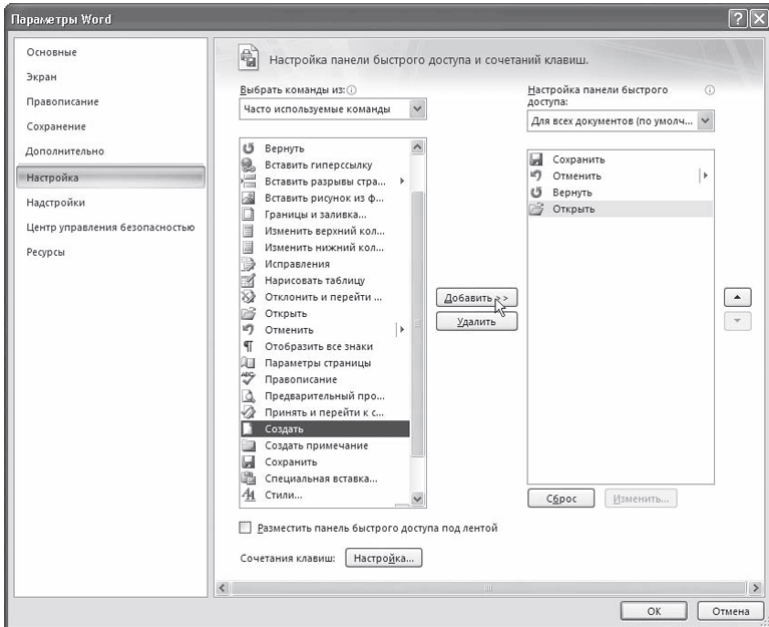 Параметры Word
Основные
Экран
Правописание
Сохранение
Дополнительно
Настройка
Надстройки
Центр управления безопасностью
Ресурсы
Настройка панели быстрого доступа и сочетаний клавиш.
Выбрать команды из:
Часто используемые команды
Вернуть
Вставить гиперссылку
Вставить разрывы стра...
Вставить рисунок из ф...
Границы и заливка...
Изменить верхний кол...
Изменить нижний кол...
Исправления
Нарисовать таблицу
Отклонить и перейти ...
Открыть
Отменить
Отобразить все знаки
Параметры страницы
Правописание
Предварительный про...
Принять и перейти к с...
Создать
Создать примечание
Сохранить
Специальная вставка...
Стили...
Добавить >>
Удалить
Настройка панели быстрого
доступа:
Для всех документов (по умолч...
Сохранить
Отменить
Вернуть
Открыть
Сброс
Изменить...
Разместить панель быстрого доступа под лентой
Сочетания клавиш:
Настройка...
ОК
Отмена